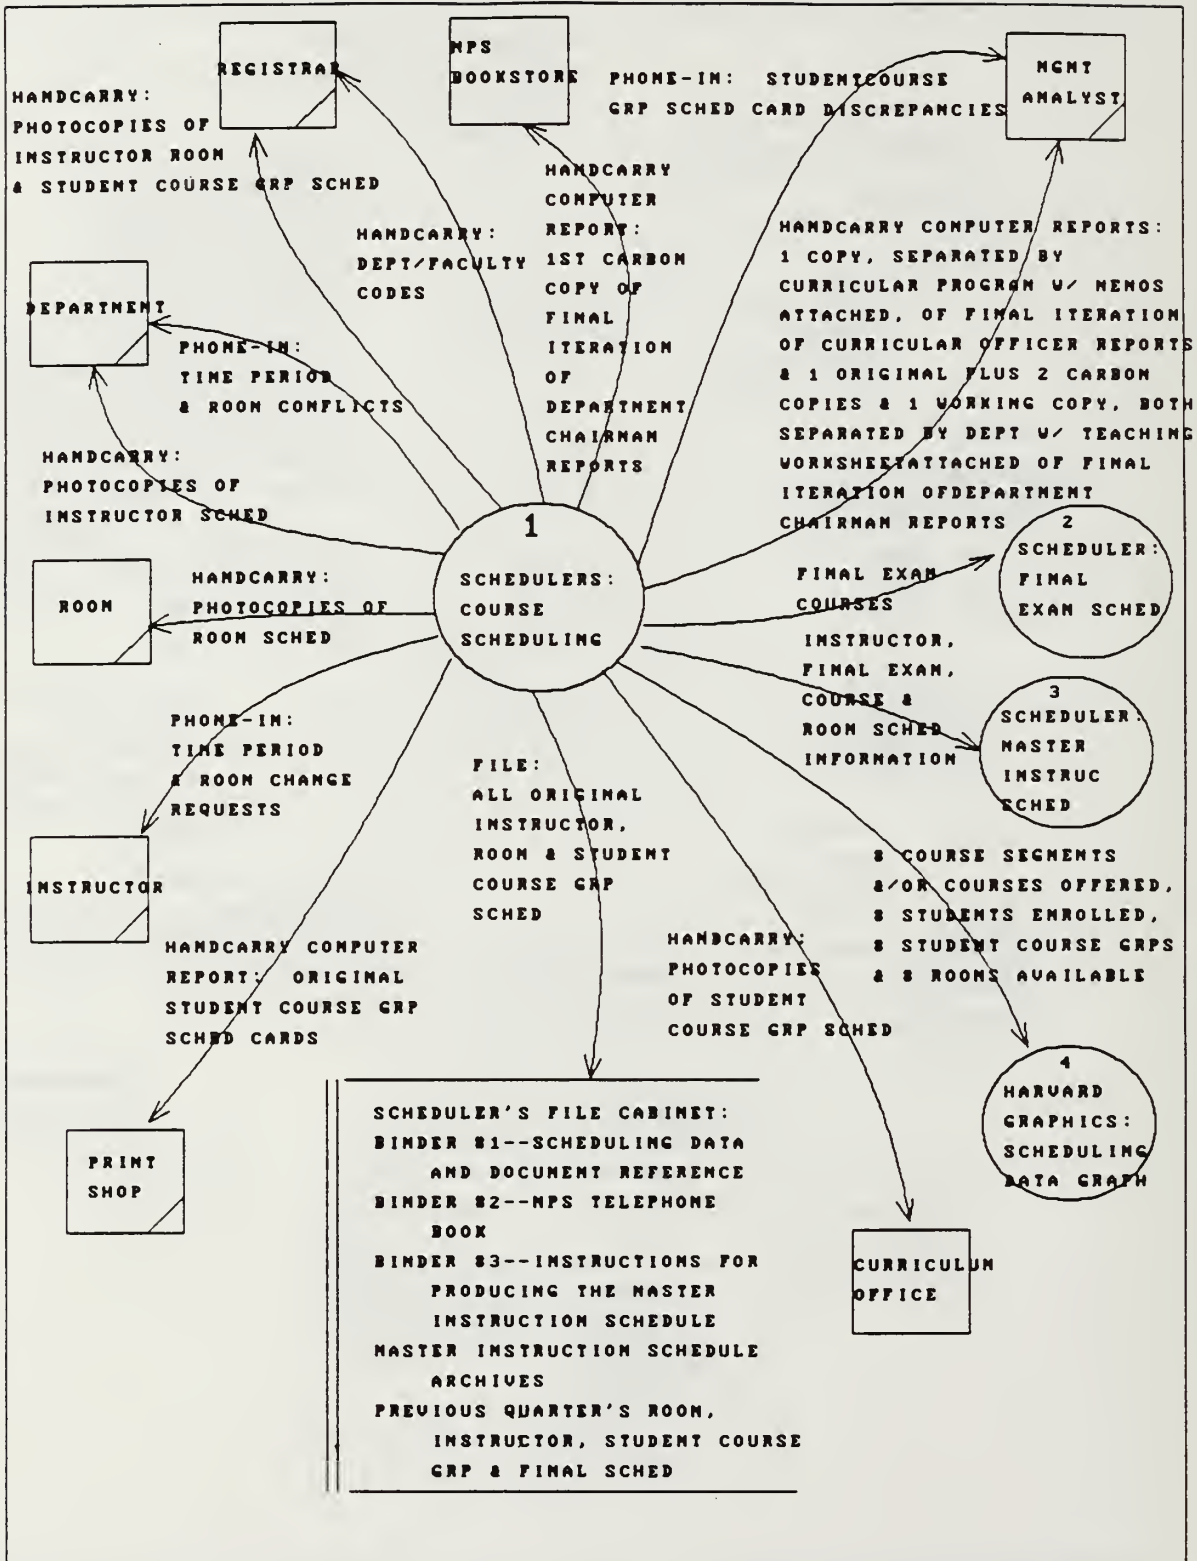 REGISTRAR
NPS
BOOKSTORE
MGMT
ANALYST
HANDCARRY:
PHOTOCOPIES OF
INSTRUCTOR ROOM
& STUDENT COURSE GRP SCHED
PHONE-IN: STUDENTCOURSE
GRP SCHED CARD DISCREPANCIES
HANDCARRY:
DEPT/FACULTY
CODES
HANDCARRY
COMPUTER
REPORT:
1ST CARBON
COPY OF
FINAL
ITERATION
OF
DEPARTMENT
CHAIRMAN
REPORTS
HANDCARRY COMPUTER REPORTS:
1 COPY, SEPARATED BY
CURRICULAR PROGRAM W/ MEMOS
ATTACHED, OF FINAL ITERATION
OF CURRICULAR OFFICER REPORTS
& 1 ORIGINAL PLUS 2 CARBON
COPIES & 1 WORKING COPY, BOTH
SEPARATED BY DEPT W/ TEACHING
WORKSHEETATTACHED OF FINAL
ITERATION OFDEPARTMENT
CHAIRMAN REPORTS
DEPARTMENT
PHONE-IN:
TIME PERIOD
& ROOM CONFLICTS
HANDCARRY:
PHOTOCOPIES OF
INSTRUCTOR SCHED
1
SCHEDULERS:
COURSE
SCHEDULING
2
SCHEDULER:
FINAL
EXAM SCHED
FINAL EXAM
COURSES
ROOM
HANDCARRY:
PHOTOCOPIES OF
ROOM SCHED
INSTRUCTOR,
FINAL EXAM,
COURSE &
ROOM SCHED
INFORMATION
3
SCHEDULER:
MASTER
INSTRUC
SCHED
PHONE-IN:
TIME PERIOD
& ROOM CHANGE
REQUESTS
FILE:
ALL ORIGINAL
INSTRUCTOR,
ROOM & STUDENT
COURSE GRP
SCHED
# COURSE SEGMENTS
&/OR COURSES OFFERED,
# STUDENTS ENROLLED,
# STUDENT COURSE GRPS
& # ROOMS AVAILABLE
INSTRUCTOR
HANDCARRY COMPUTER
REPORT: ORIGINAL
STUDENT COURSE GRP
SCHED CARDS
HANDCARRY:
PHOTOCOPIES
OF STUDENT
COURSE GRP SCHED
4
HARVARD
GRAPHICS:
SCHEDULING
DATA GRAPH
PRINT
SHOP
SCHEDULER'S FILE CABINET:
BINDER #1--SCHEDULING DATA
AND DOCUMENT REFERENCE
BINDER #2--NPS TELEPHONE
BOOK
BINDER #3--INSTRUCTIONS FOR
PRODUCING THE MASTER
INSTRUCTION SCHEDULE
MASTER INSTRUCTION SCHEDULE
ARCHIVES
PREVIOUS QUARTER'S ROOM,
INSTRUCTOR, STUDENT COURSE
GRP & FINAL SCHED
CURRICULUM
OFFICE